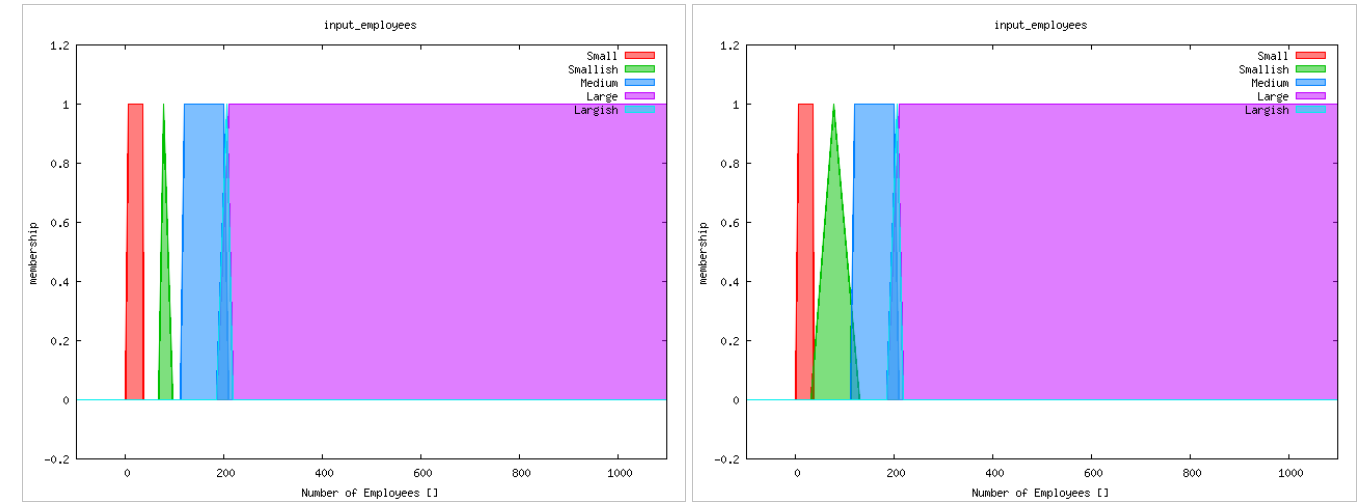 input_employees
1.2
1
0.8
0.6
0.4
0.2
0
-0.2
membership
Small
Smallish
Medium
Large
Largish
0 200 400 600 800 1000
Number of Employees []
input_employees
1.2
1
0.8
0.6
0.4
0.2
0
-0.2
membership
Small
Smallish
Medium
Large
Largish
0 200 400 600 800 1000
Number of Employees []